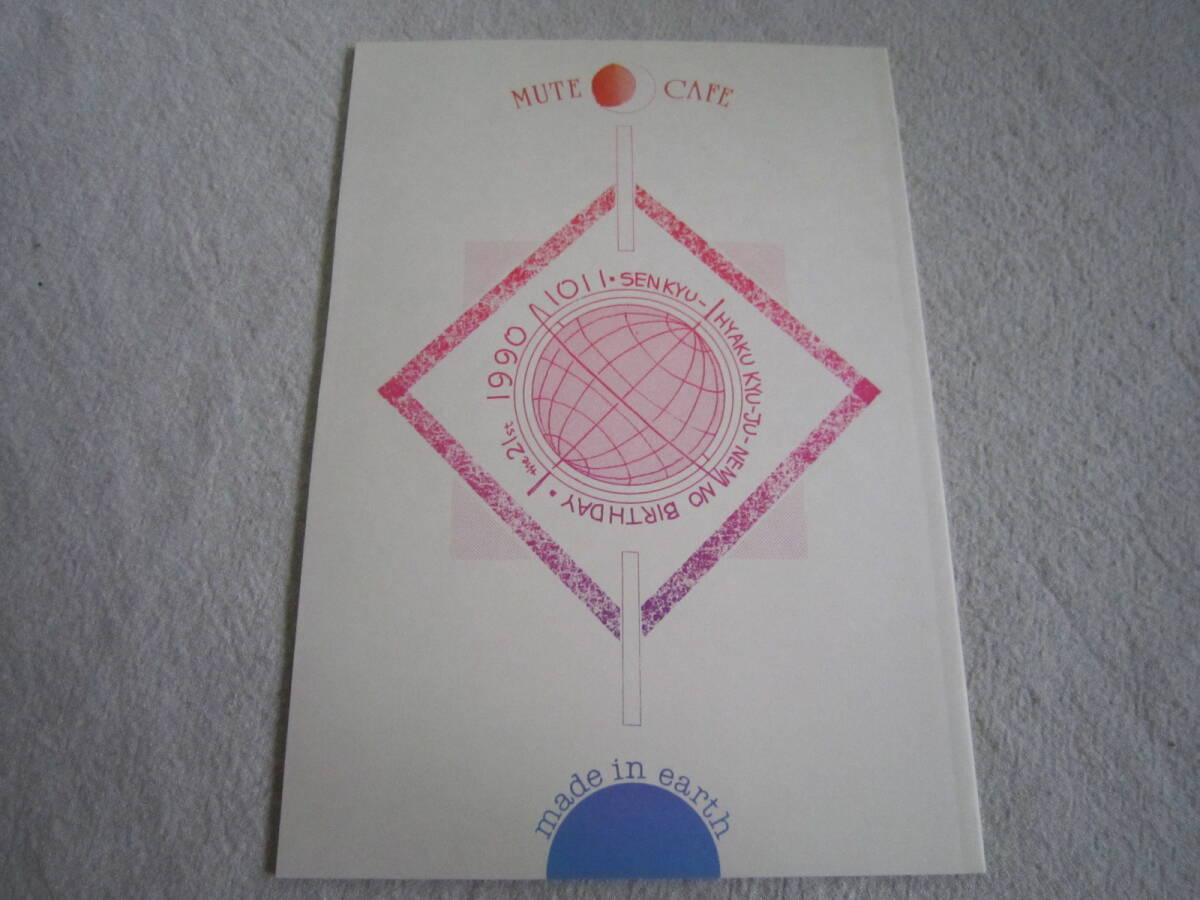 MUTE CAFE
1990 1011・SENKYU-HYAKU KYU-JU-NEN NO BIRTHDAY・the 21st
made in earth